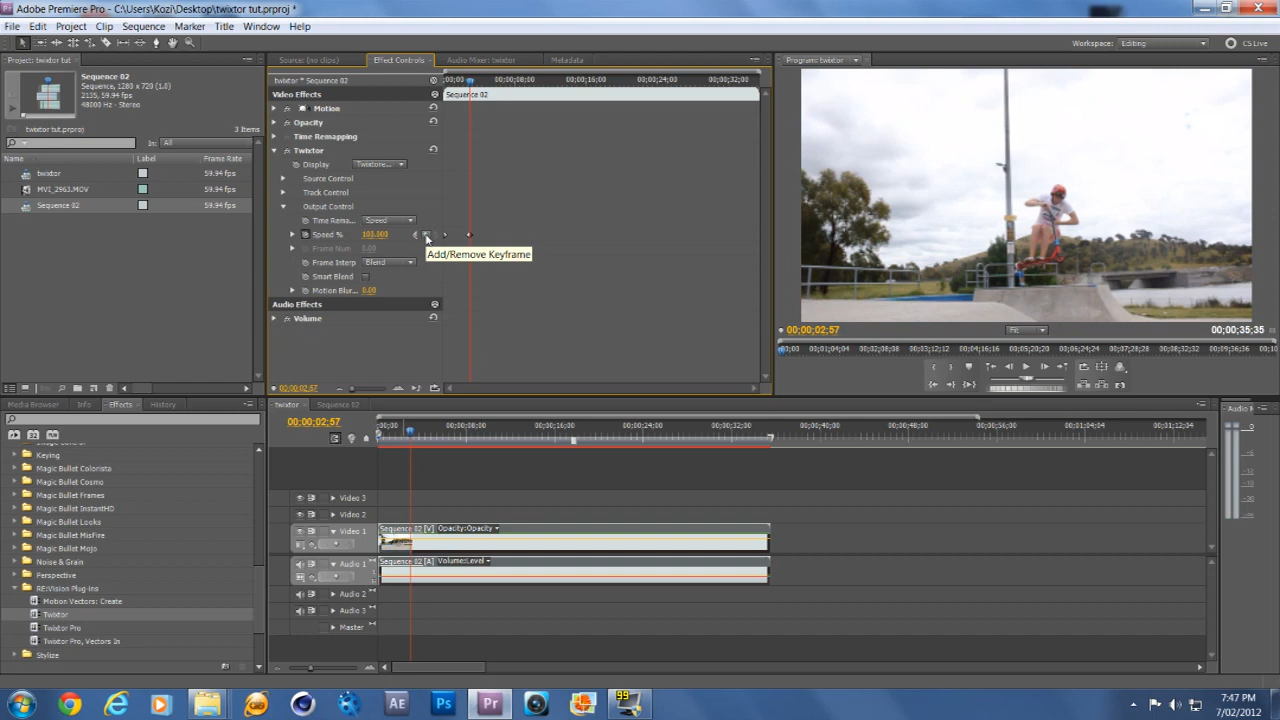 Adobe Premiere Pro - C:\Users\Kozi\Desktop\twixtor tut.prproj *
File Edit Project Clip Sequence Marker Title Window Help
Workspace: Editing CS Live
Project: twixtor tut
Sequence 02
Sequence, 1280 x 720 (1.0)
2135, 59.94 fps
48000 Hz - Stereo
twixtor tut.prproj 3 Items
In: All
Name Label Frame Rate
twixtor 59.94 fps
MVI_2963.MOV 59.94 fps
Sequence 02 59.94 fps
Source: (no clips) Effect Controls Audio Mixer: twixtor Metadata
twixtor * Sequence 02
;00;00 00;00;08;00 00;00;16;00 00;00;24;00 00;00;32;00
Video Effects
Sequence 02
Motion
Opacity
Time Remapping
Twixtor
Display Twixtore...
Source Control
Track Control
Output Control
Time Rema... Speed
Speed % 100.000
Add/Remove Keyframe
Frame Num 0.00
Frame Interp Blend
Smart Blend
Motion Blur... 0.00
Audio Effects
Volume
00;00;02;57
Program: twixtor
00;00;02;57 Fit 00;00;35;35
00;00 00;01;04;04 00;02;08;08 00;03;12;12 00;04;16;16 00;05;20;20 00;06;24;24 00;07;28;28 00;08;32;32 00;09;36;36 00;10
Media Browser Info Effects History
Keying
Magic Bullet Colorista
Magic Bullet Cosmo
Magic Bullet Frames
Magic Bullet InstantHD
Magic Bullet Looks
Magic Bullet MisFire
Magic Bullet Mojo
Noise & Grain
Perspective
RE:Vision Plug-ins
Motion Vectors: Create
Twixtor
Twixtor Pro
Twixtor Pro, Vectors In
Stylize
twixtor Sequence 02
00;00;02;57
;00;00 00;00;08;00 00;00;16;00 00;00;24;00 00;00;32;00 00;00;40;00 00;00;48;00 00;00;56;00 00;01;04;02 00;01;12;04
Video 3
Video 2
Video 1
Sequence 02 [V] Opacity:Opacity
Audio 1
Sequence 02 [A] Volume:Level
Audio 2
Audio 3
Master
Audio M
0
AE Ps Pr 99
7:47 PM
7/02/2012